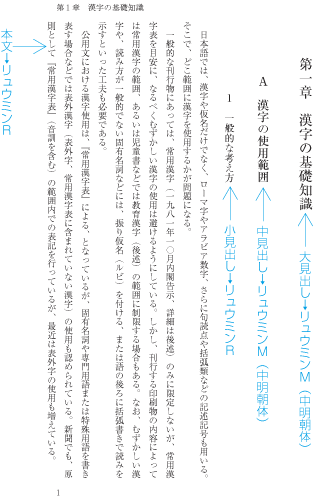 第１章　漢字の基礎知識
第一章　漢字の基礎知識
大見出し→リュウミンM（中明朝体）
A　漢字の使用範囲
中見出し→リュウミンM（中明朝体）
1　一般的な考え方
小見出し→リュウミンR
日本語では、漢字や仮名だけでなく、ローマ字やアラビア数字、さらに句読点や括弧類などの記述記号も用いる。
そこで、どこ範囲に漢字を使用するかが問題になる。
一般的な刊行物にあっては、常用漢字（一九八一年一〇月内閣告示、詳細は後述）のみに限定しないが、常用漢
字表を目安に、なるべくむずかしい漢字の使用は避けるようにしている。しかし、刊行する印刷物の内容によって
は常用漢字の範囲、あるいは児童書などでは教育漢字（後述）の範囲に制限する場合もある。なお、むずかしい漢
字や、読み方が一般的でない固有名詞などには、振り仮名（ルビ）を付ける、または語の後ろに括弧書きで読みを
示すといった工夫も必要である。
公用文における漢字使用は、『常用漢字表』による、となっているが、固有名詞や専門用語または特殊用語を書き
表す場合などでは表外漢字（表外字、常用漢字表に含まれていない漢字）の使用も認められている。新聞でも、原
則として『常用漢字表』（音訓を含む）の範囲内での表記を行っているが、最近は表外字の使用も増えている。
本文→リュウミンR
1